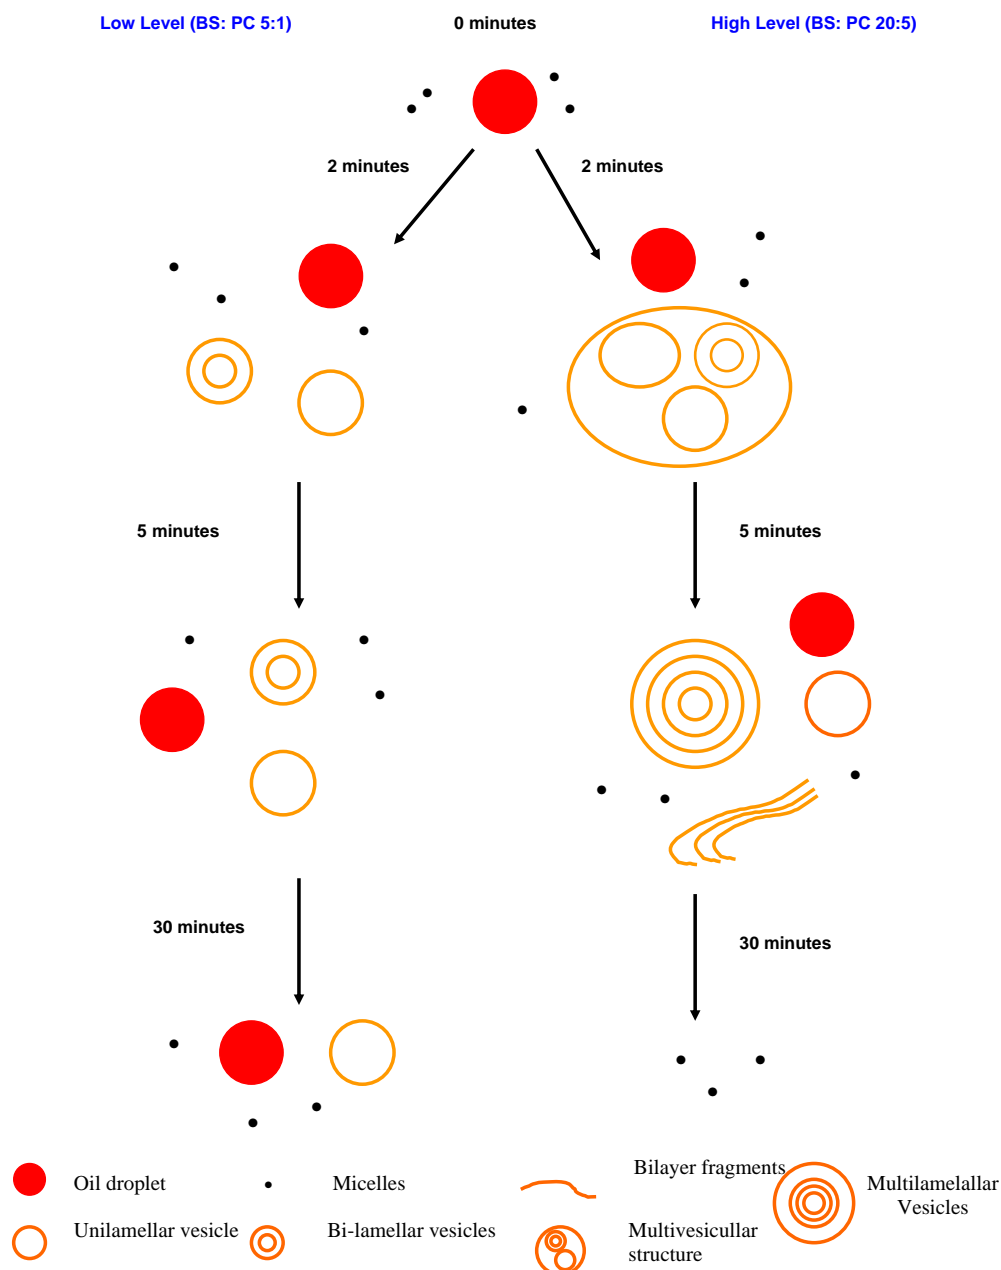 Low Level (BS: PC 5:1)
0 minutes
High Level (BS: PC 20:5)
2 minutes
2 minutes
5 minutes
5 minutes
30 minutes
30 minutes
Oil droplet
Micelles
Bilayer fragments
Multilamelallar
Vesicles
Unilamellar vesicle
Bi-lamellar vesicles
Multivesicullar
structure